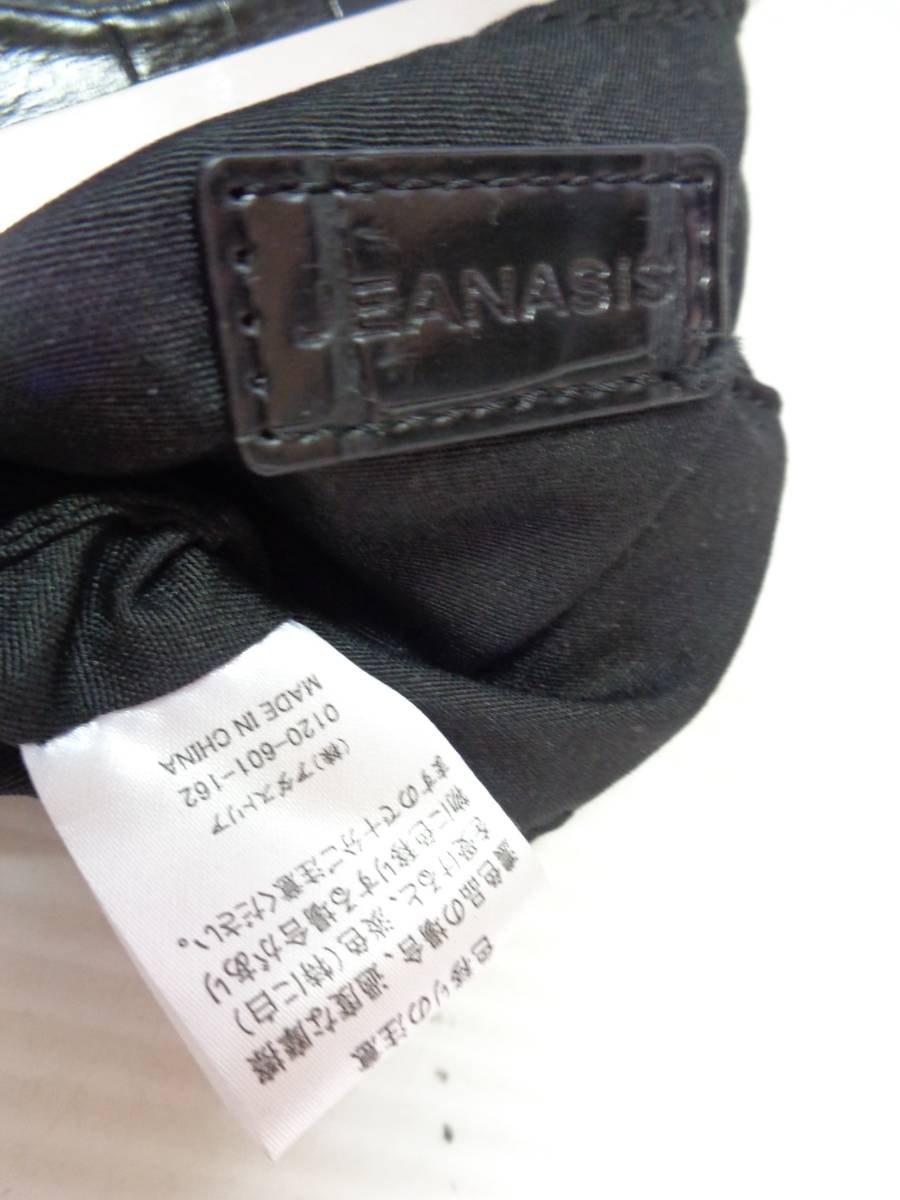 JEANASIS
色移りの注意
濃色品の場合、過度な摩擦
を受けると、淡色(特に白)
物に色移りする場合があり
ますので十分ご注意ください。
(株)アダストリア
0120-601-162
MADE IN CHINA